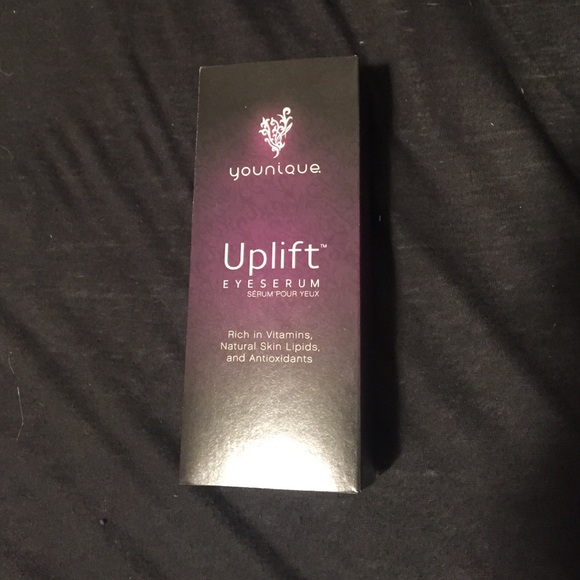 younique
Uplift™
EYESERUM
SÉRUM POUR YEUX
Rich in Vitamins,
Natural Skin Lipids,
and Antioxidants